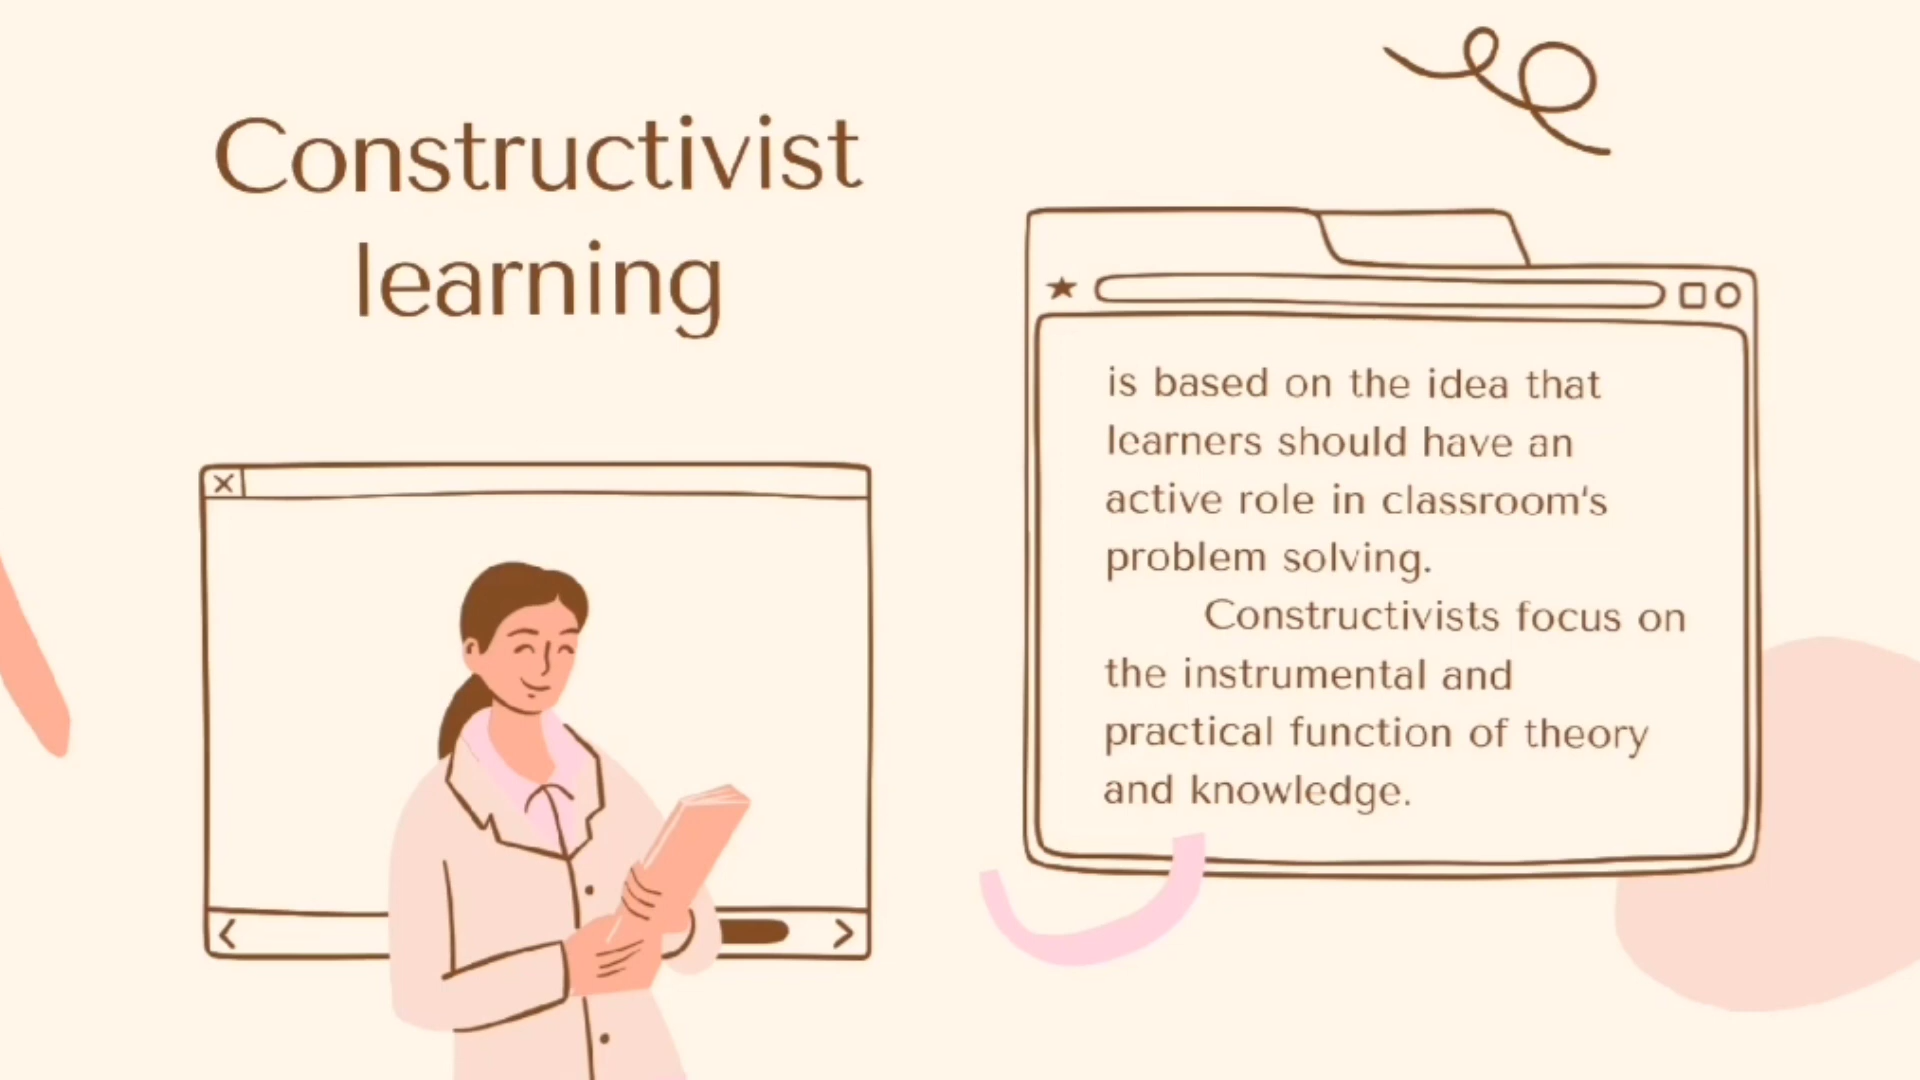 Constructivist
learning
is based on the idea that
learners should have an
active role in classroom's
problem solving.
Constructivists focus on
the instrumental and
practical function of theory
and knowledge.